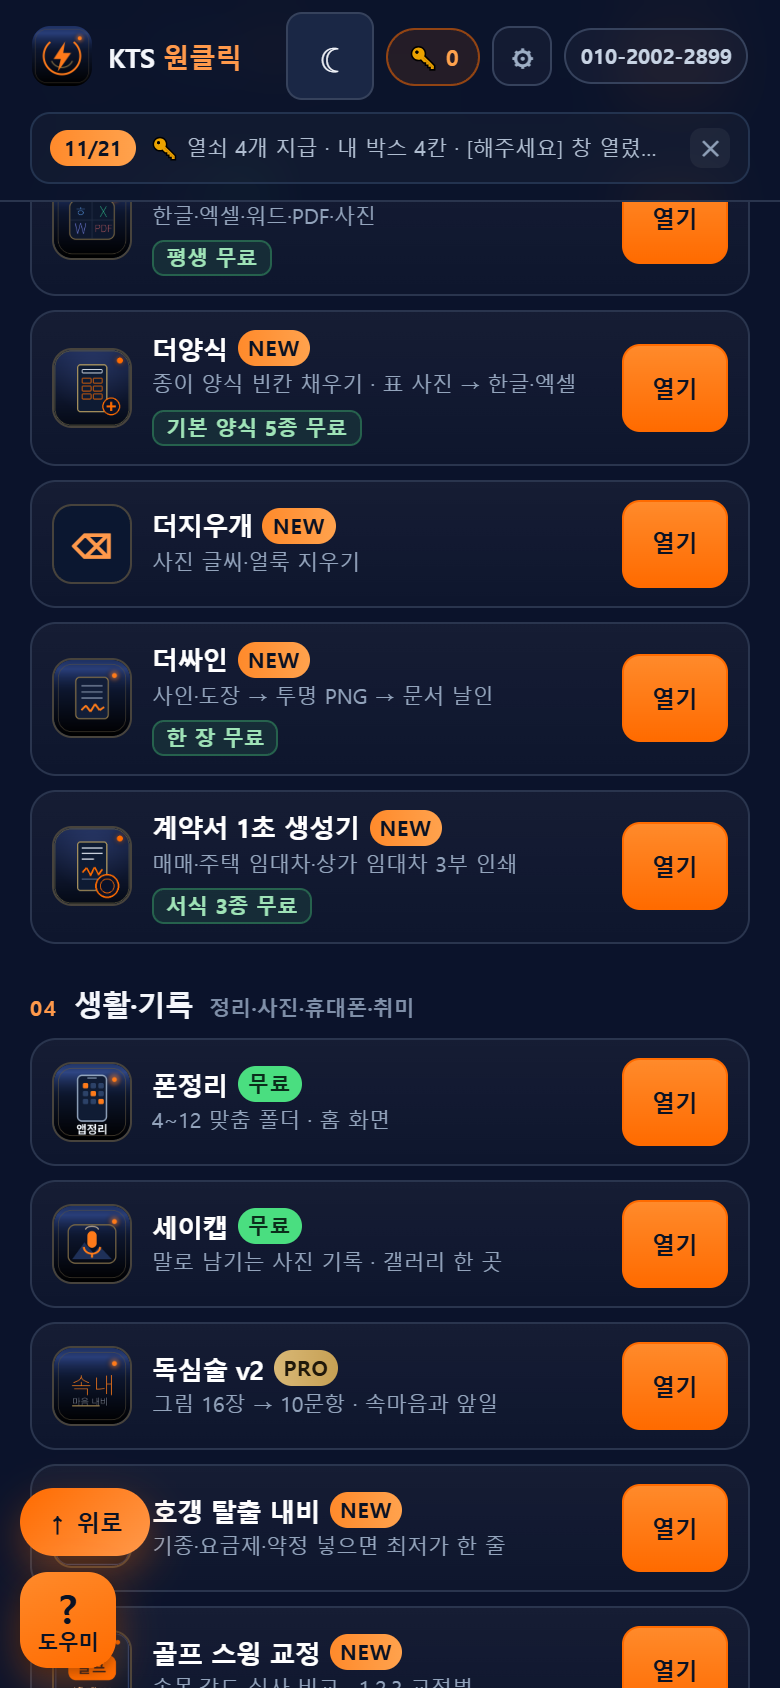 KTS 원클릭
0
010-2002-2899
11/21
열쇠 4개 지급 · 내 박스 4칸 · [해주세요] 창 열렸...
ㅎ X
W PDF
한글·엑셀·워드·PDF·사진
평생 무료
열기
더양식 NEW
종이 양식 빈칸 채우기 · 표 사진 → 한글·엑셀
기본 양식 5종 무료
열기
더지우개 NEW
사진 글씨·얼룩 지우기
열기
더싸인 NEW
사인·도장 → 투명 PNG → 문서 날인
한 장 무료
열기
계약서 1초 생성기 NEW
매매·주택 임대차·상가 임대차 3부 인쇄
서식 3종 무료
열기
04 생활·기록 정리·사진·휴대폰·취미
앱정리
폰정리 무료
4~12 맞춤 폴더 · 홈 화면
열기
세이캡 무료
말로 남기는 사진 기록 · 갤러리 한 곳
열기
속내
마음 내비
독심술 v2 PRO
그림 16장 → 10문항 · 속마음과 앞일
열기
↑ 위로
호갱 탈출 내비 NEW
기종·요금제·약정 넣으면 최저가 한 줄
열기
?
도우미
골프 스윙 교정 NEW
열기